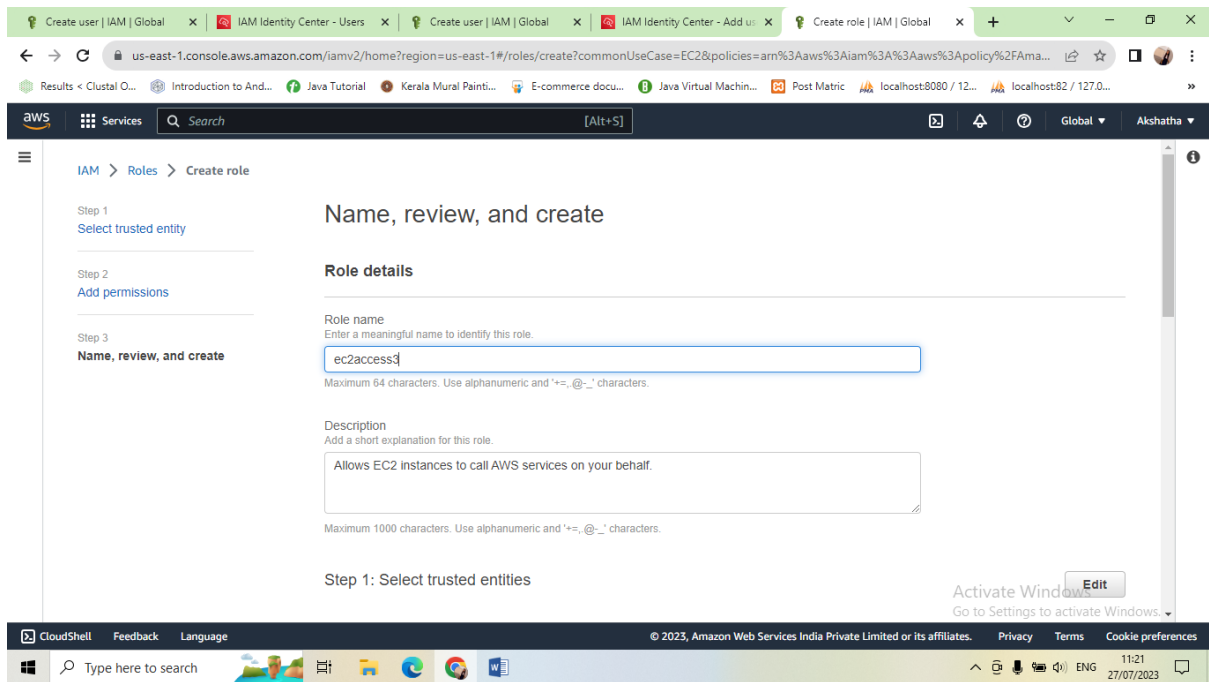 Create user | IAM | Global
IAM Identity Center - Users
Create user | IAM | Global
IAM Identity Center - Add us
Create role | IAM | Global
us-east-1.console.aws.amazon.com/iamv2/home?region=us-east-1#/roles/create?commonUseCase=EC2&policies=arn%3Aaws%3Aiam%3A%3Aaws%3Apolicy%2FAma...
Results < Clustal O...
Introduction to And...
Java Tutorial
Kerala Mural Painti...
E-commerce docu...
Java Virtual Machin...
Post Matric
localhost:8080 / 12...
localhost:82 / 127.0...
»
aws
Services
Search
[Alt+S]
Global
Akshatha
IAM > Roles > Create role
Step 1
Select trusted entity
Step 2
Add permissions
Step 3
Name, review, and create
Name, review, and create
Role details
Role name
Enter a meaningful name to identify this role.
ec2access3
Maximum 64 characters. Use alphanumeric and '+=,.@-_' characters.
Description
Add a short explanation for this role.
Allows EC2 instances to call AWS services on your behalf.
Maximum 1000 characters. Use alphanumeric and '+=,.@-_' characters.
Step 1: Select trusted entities
Edit
Activate Windows
Go to Settings to activate Windows.
CloudShell
Feedback
Language
© 2023, Amazon Web Services India Private Limited or its affiliates.
Privacy
Terms
Cookie preferences
Type here to search
ENG
11:21
27/07/2023